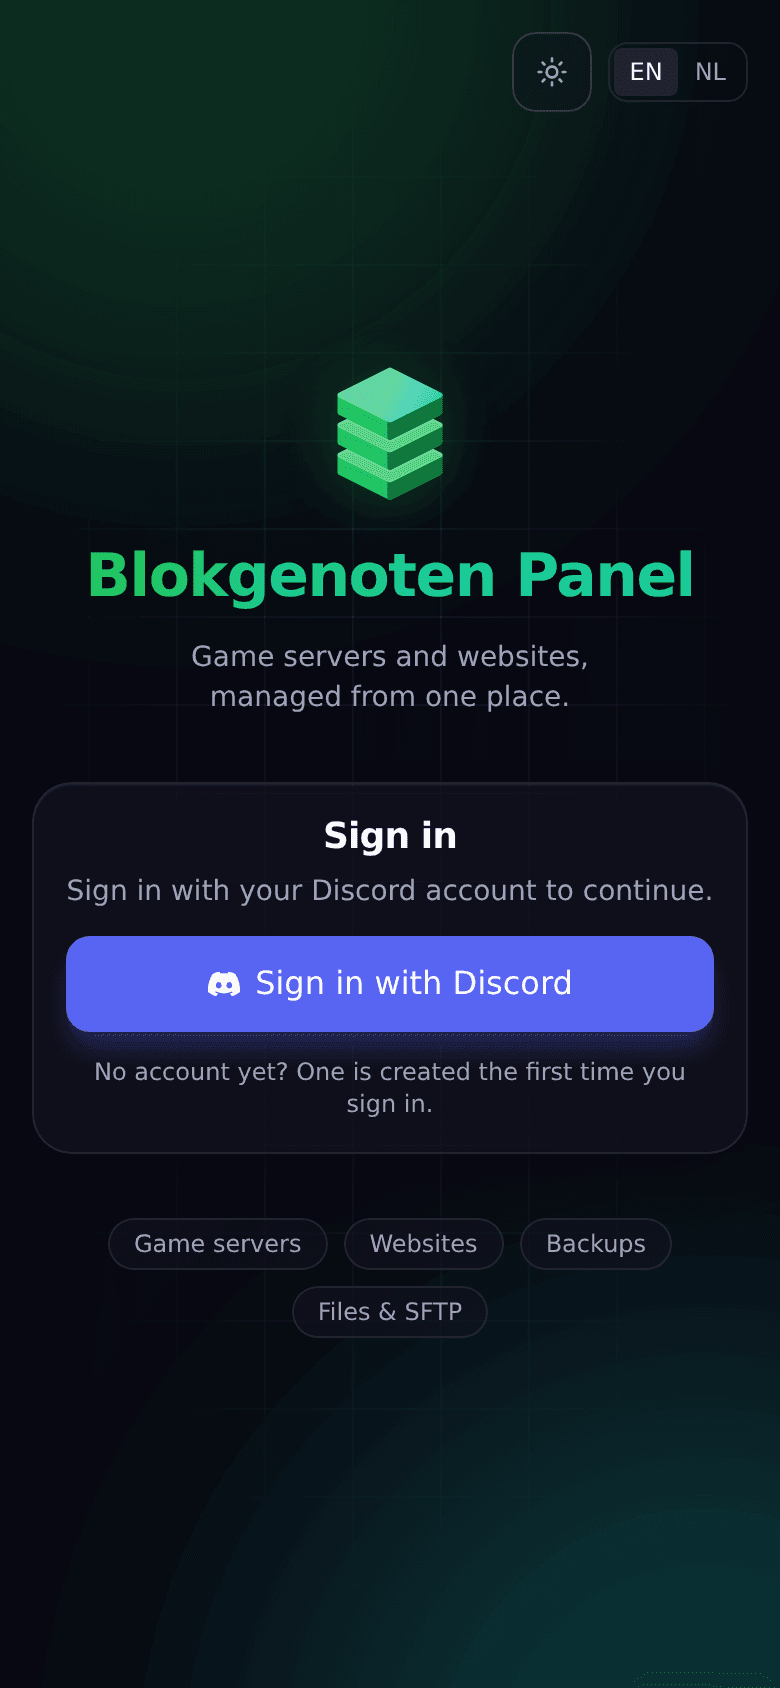 EN NL
Blokgenoten Panel
Game servers and websites,
managed from one place.
Sign in
Sign in with your Discord account to continue.
Sign in with Discord
No account yet? One is created the first time you
sign in.
Game servers Websites Backups
Files & SFTP